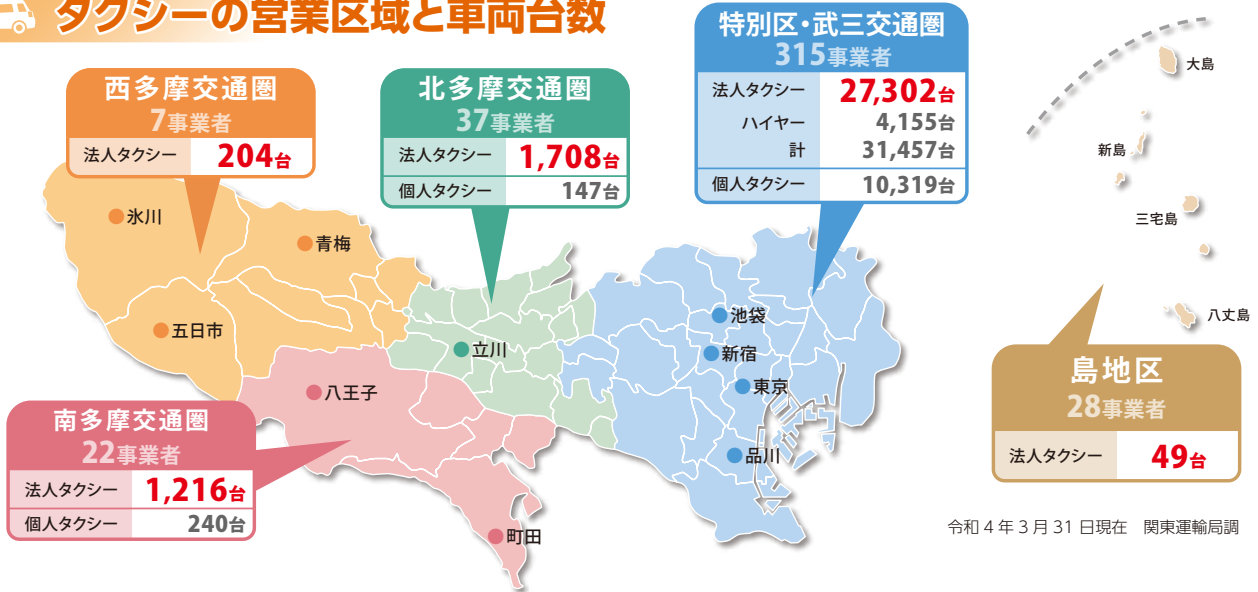 タクシーの営業区域と車両台数
西多摩交通圏
7事業者
法人タクシー 204台
北多摩交通圏
37事業者
法人タクシー 1,708台
個人タクシー 147台
特別区・武三交通圏
315事業者
法人タクシー 27,302台
ハイヤー 4,155台
計 31,457台
個人タクシー 10,319台
大島
新島
三宅島
八丈島
氷川
青梅
五日市
立川
池袋
新宿
東京
品川
八王子
町田
南多摩交通圏
22事業者
法人タクシー 1,216台
個人タクシー 240台
島地区
28事業者
法人タクシー 49台
令和4年3月31日現在 関東運輸局調